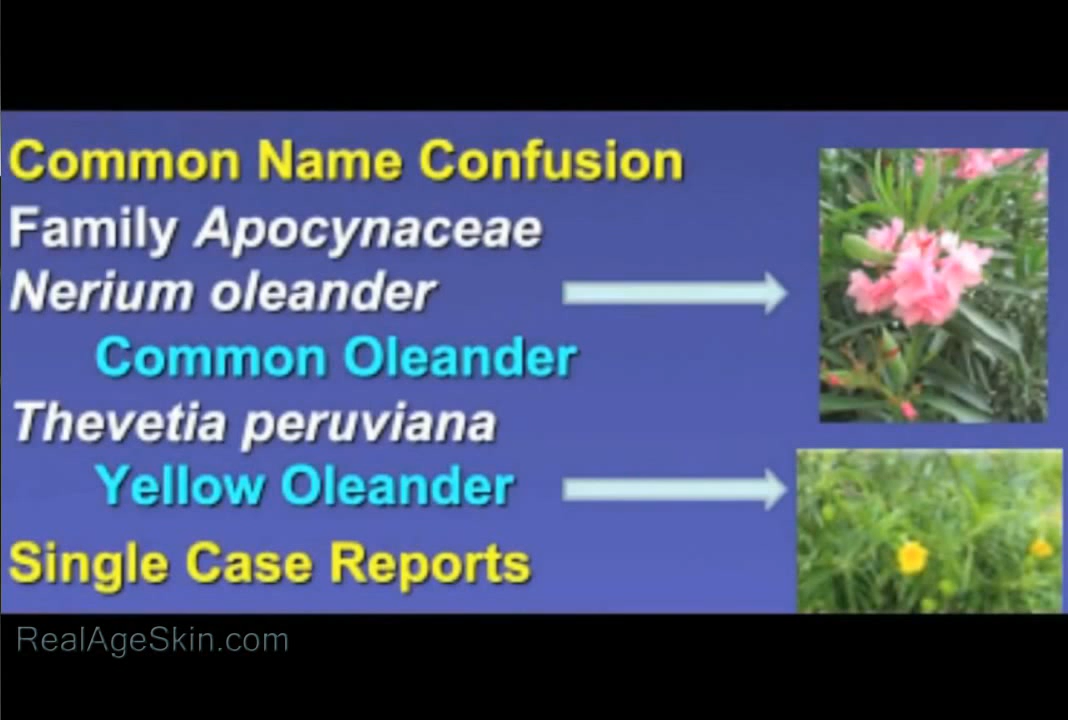 Common Name Confusion
Family Apocynaceae
Nerium oleander
Common Oleander
Thevetia peruviana
Yellow Oleander
Single Case Reports
RealAgeSkin.com